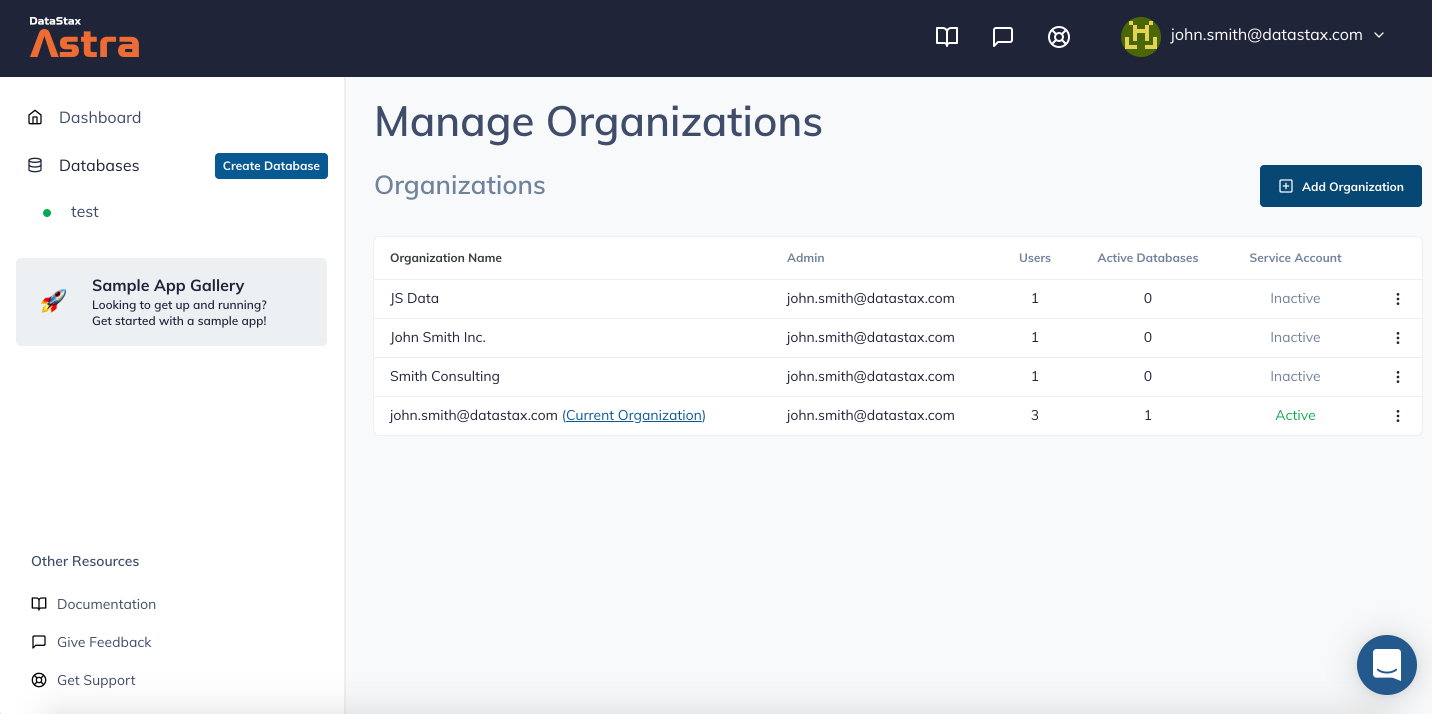 DataStax
Astra
john.smith@datastax.com
Dashboard
Databases
Create Database
test
Sample App Gallery
Looking to get up and running?
Get started with a sample app!
Other Resources
Documentation
Give Feedback
Get Support
Manage Organizations
Organizations
Add Organization
Organization Name Admin Users Active Databases Service Account
JS Data john.smith@datastax.com 1 0 Inactive
John Smith Inc. john.smith@datastax.com 1 0 Inactive
Smith Consulting john.smith@datastax.com 1 0 Inactive
john.smith@datastax.com (Current Organization) john.smith@datastax.com 3 1 Active